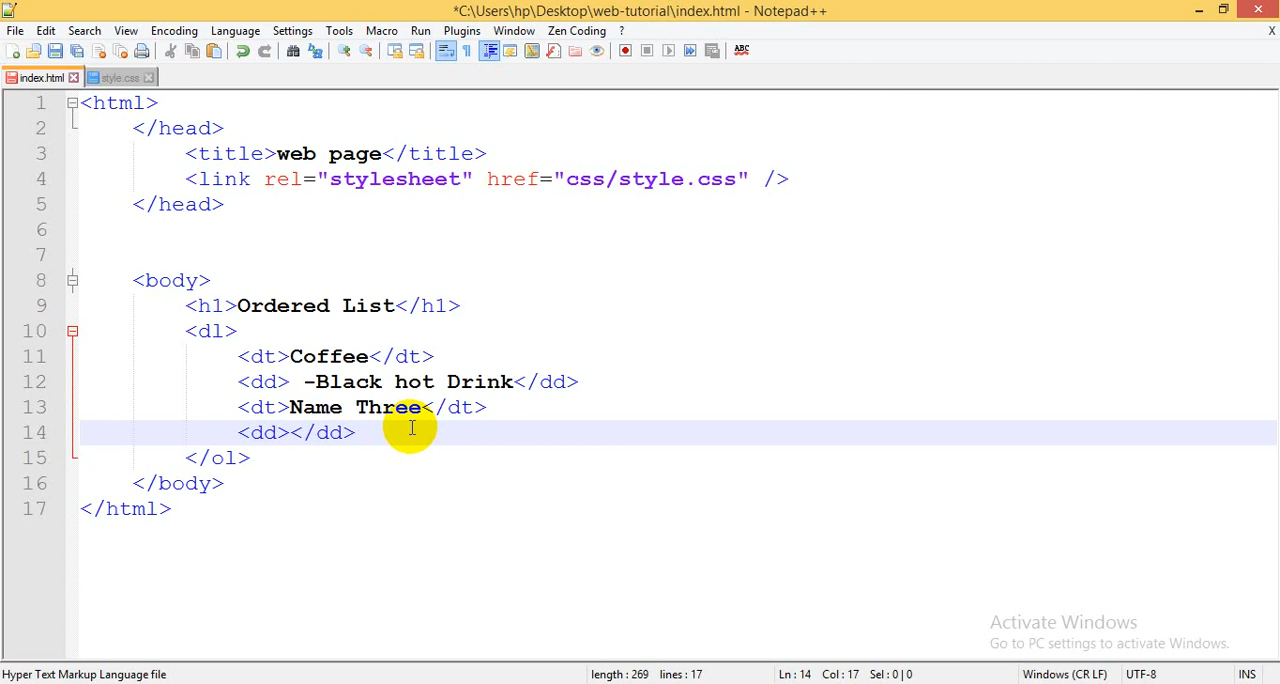 *C:\Users\hp\Desktop\web-tutorial\index.html - Notepad++
File Edit Search View Encoding Language Settings Tools Macro Run Plugins Window Zen Coding ? X
ABC
index.html style.css
1 <html>
2 </head>
3 <title>web page</title>
4 <link rel="stylesheet" href="css/style.css" />
5 </head>
6
7
8 <body>
9 <h1>Ordered List</h1>
10 <dl>
11 <dt>Coffee</dt>
12 <dd> -Black hot Drink</dd>
13 <dt>Name Three</dt>
14 <dd></dd>
15 </ol>
16 </body>
17 </html>
Activate Windows
Go to PC settings to activate Windows.
Hyper Text Markup Language file length : 269 lines : 17 Ln : 14 Col : 17 Sel : 0 | 0 Windows (CR LF) UTF-8 INS